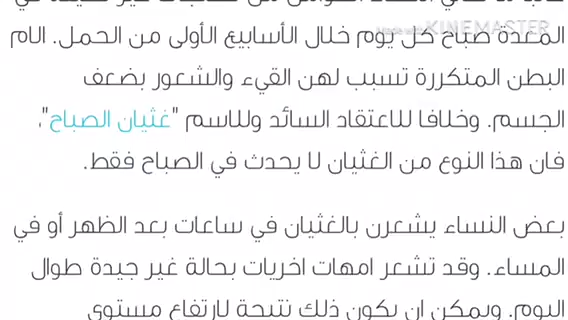 المعدة صباح كل يوم خلال الأسابيع الأولى من الحمل. الام
البطن المتكررة تسبب لهن القيء والشعور بضعف
الجسم. وخلافا للاعتقاد السائد وللاسم "غثيان الصباح"،
فان هذا النوع من الغثيان لا يحدث في الصباح فقط.
بعض النساء يشعرن بالغثيان في ساعات بعد الظهر أو في
المساء. وقد تشعر امهات اخريات بحالة غير جيدة طوال
اليوم. ويمكن ان يكون ذلك نتيجة لارتفاع مستوى
Made with
KINEMASTER